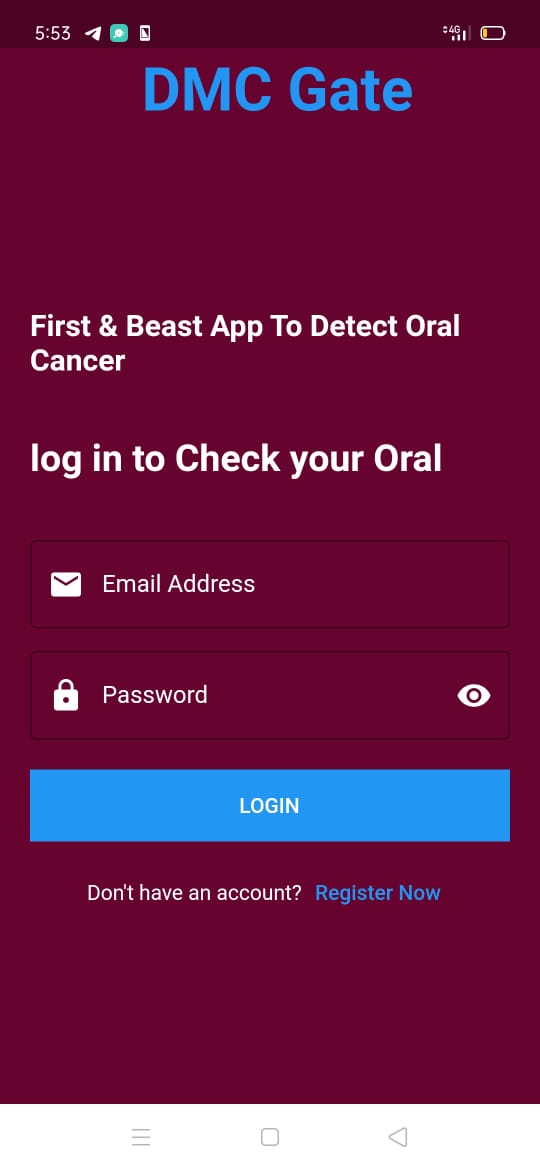 5:53
4G
DMC Gate
First & Beast App To Detect Oral
Cancer
log in to Check your Oral
Email Address
Password
LOGIN
Don't have an account? Register Now